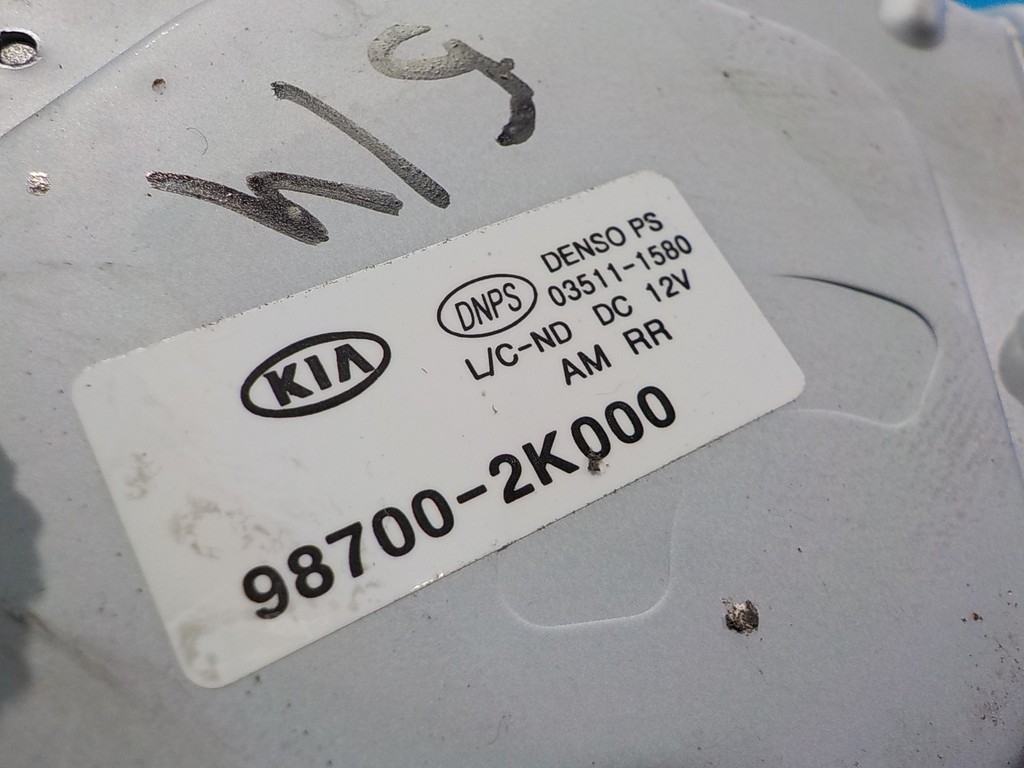 KIA
DNPS
DENSO PS
03511-1580
L/C-ND DC 12V
AM RR
98700-2K000